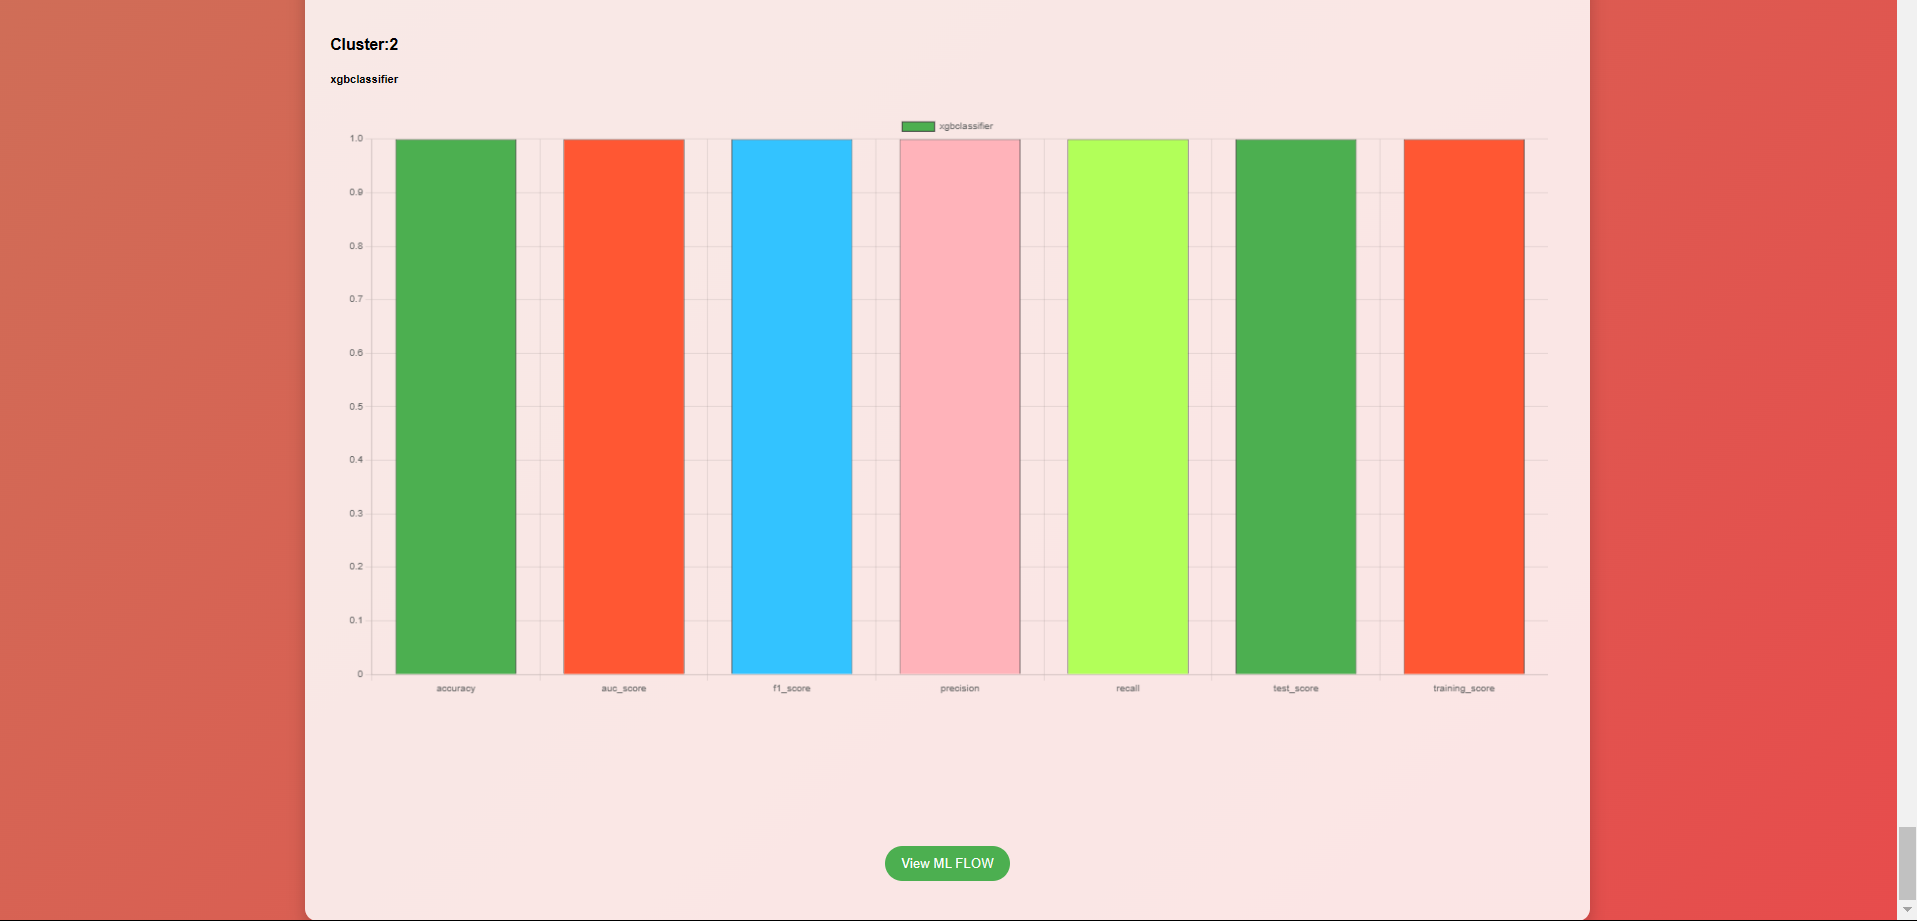 Cluster:2
xgbclassifier
xgbclassifier
1.0
0.9
0.8
0.7
0.6
0.5
0.4
0.3
0.2
0.1
0
accuracy auc_score f1_score precision recall test_score training_score
View ML FLOW